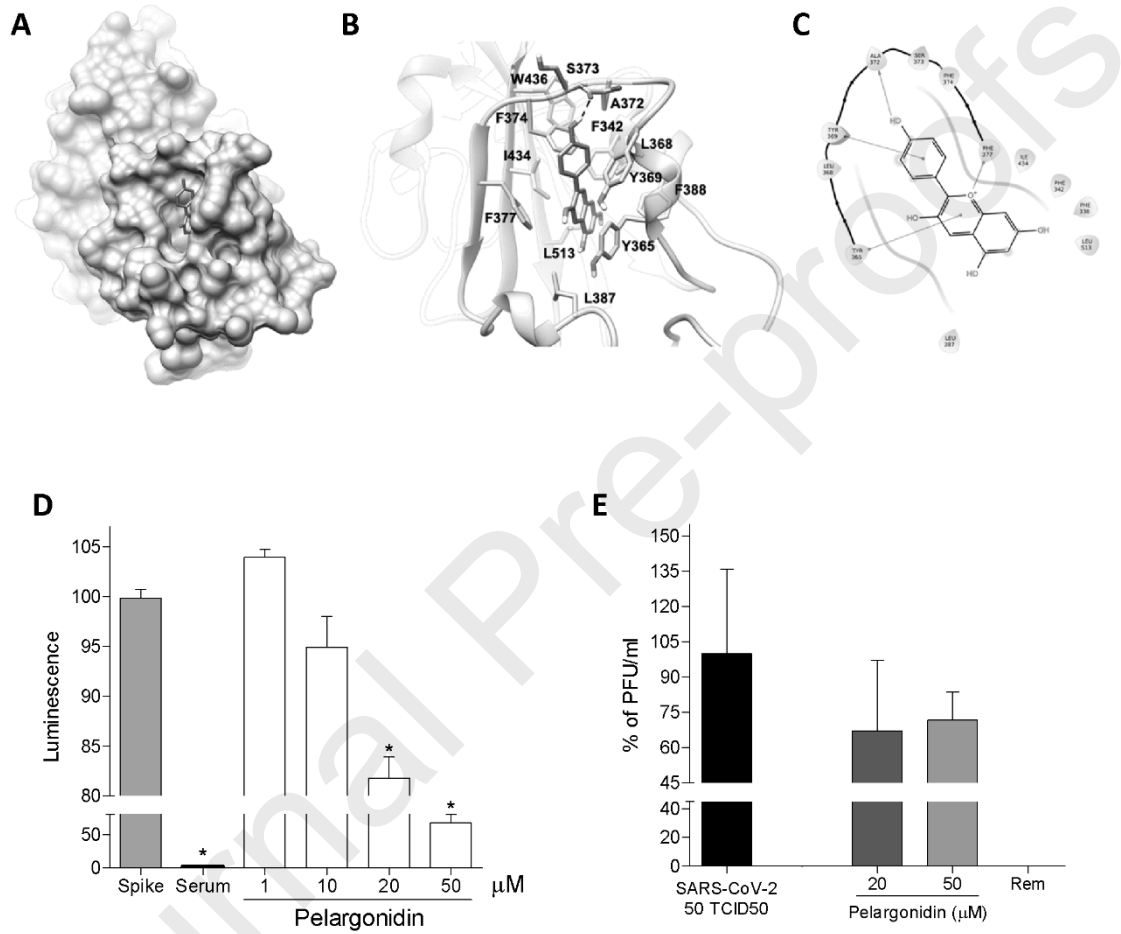 A
B
C
S373
W436
A372
F374
F342
L368
I434
Y369
F388
F377
L513
Y365
L387
ALA
372
SER
373
PHE
374
HO
TYR
369
PHE
377
ILE
434
LEU
368
PHE
342
O+
PHE
338
HO
OH
LEU
513
TYR
365
HO
LEU
387
Journal Pre-proofs
D
Luminescence
105
100
95
90
85
80
50
0
*
*
*
Spike Serum 1 10 20 50 μM
Pelargonidin
E
% of PFU/ml
150
135
120
105
90
75
60
45
40
20
0
SARS-CoV-2 20 50 Rem
50 TCID50 Pelargonidin (μM)